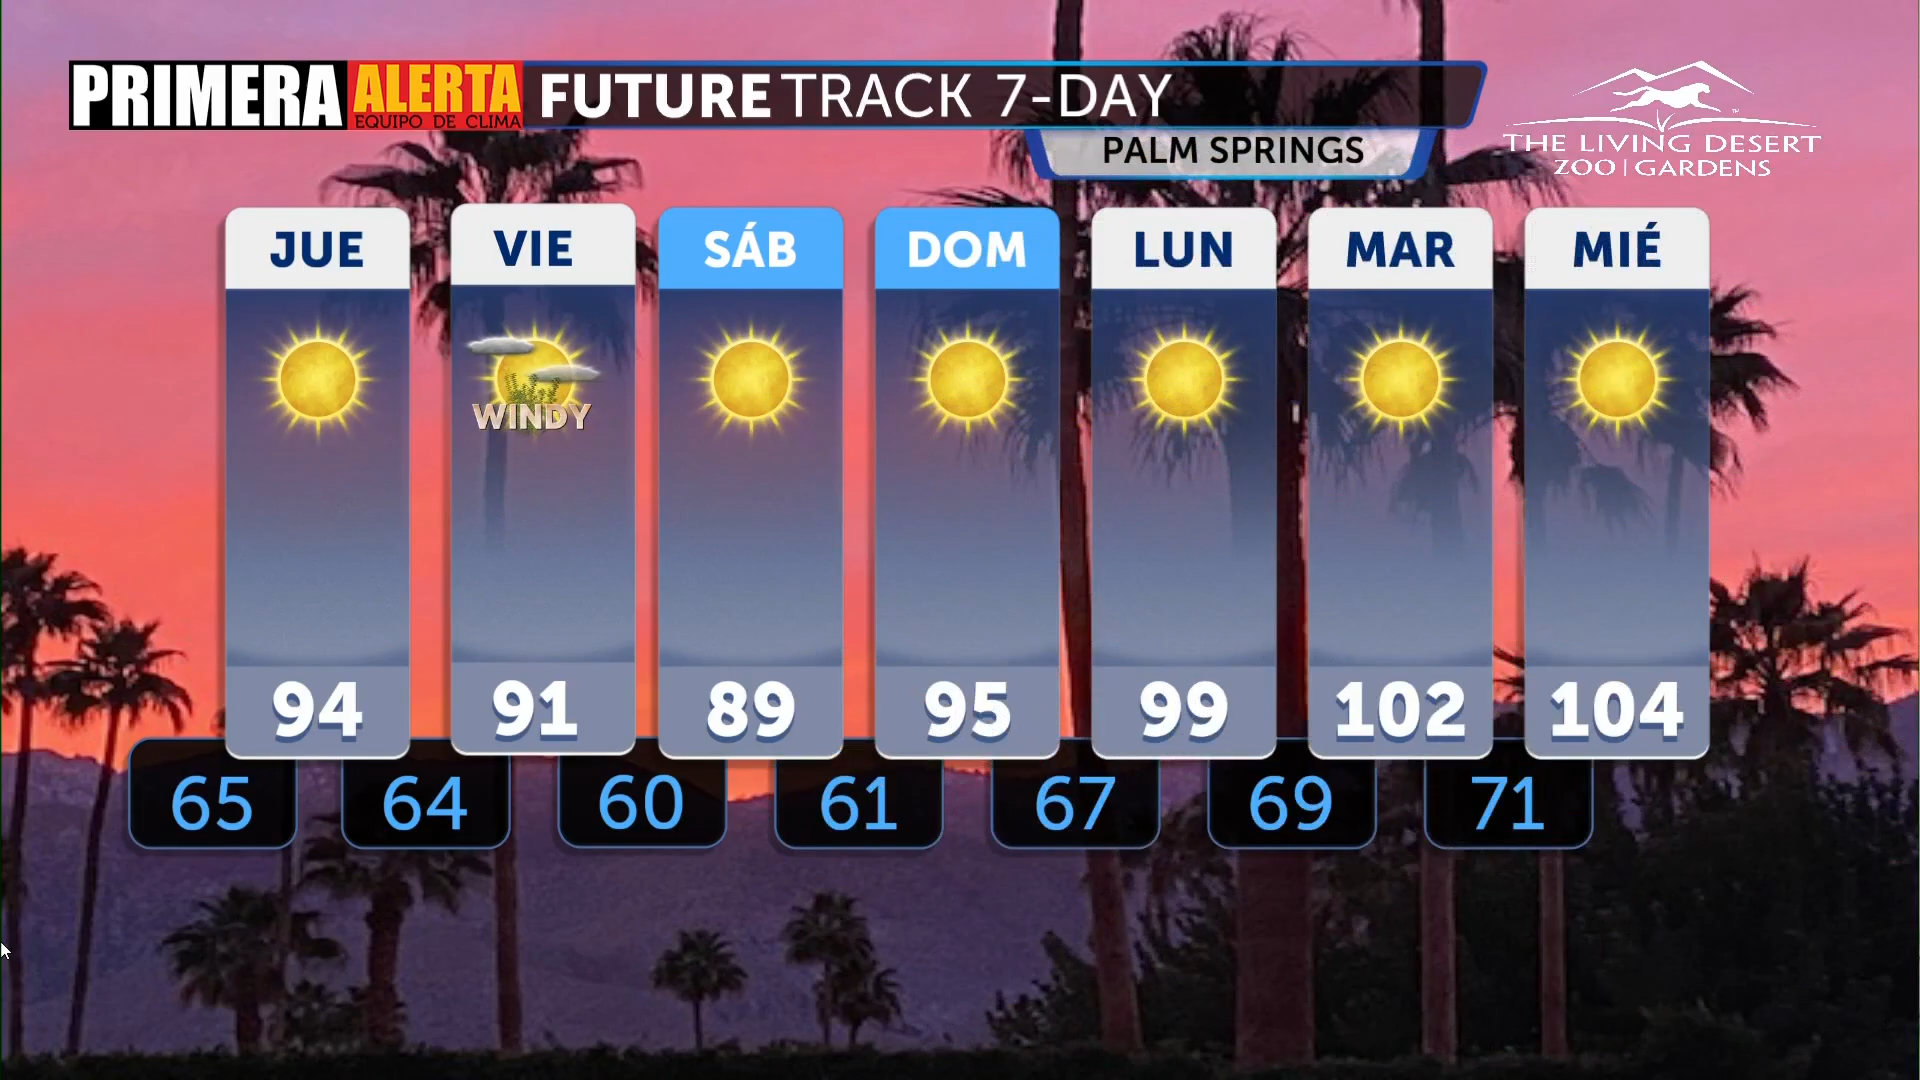 PRIMERA ALERTA FUTURE TRACK 7-DAY
EQUIPO DE CLIMA
PALM SPRINGS
THE LIVING DESERT
ZOO | GARDENS
JUE VIE SÁB DOM LUN MAR MIÉ
WINDY
94 91 89 95 99 102 104
65 64 60 61 67 69 71